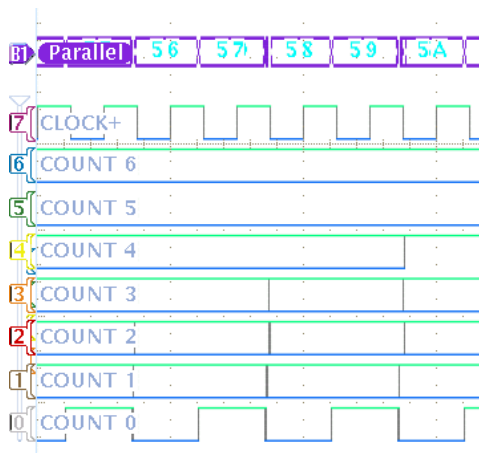 B1 Parallel 56 57 58 59 5A
7 CLOCK+
6 COUNT 6
5 COUNT 5
4 COUNT 4
3 COUNT 3
2 COUNT 2
1 COUNT 1
0 COUNT 0